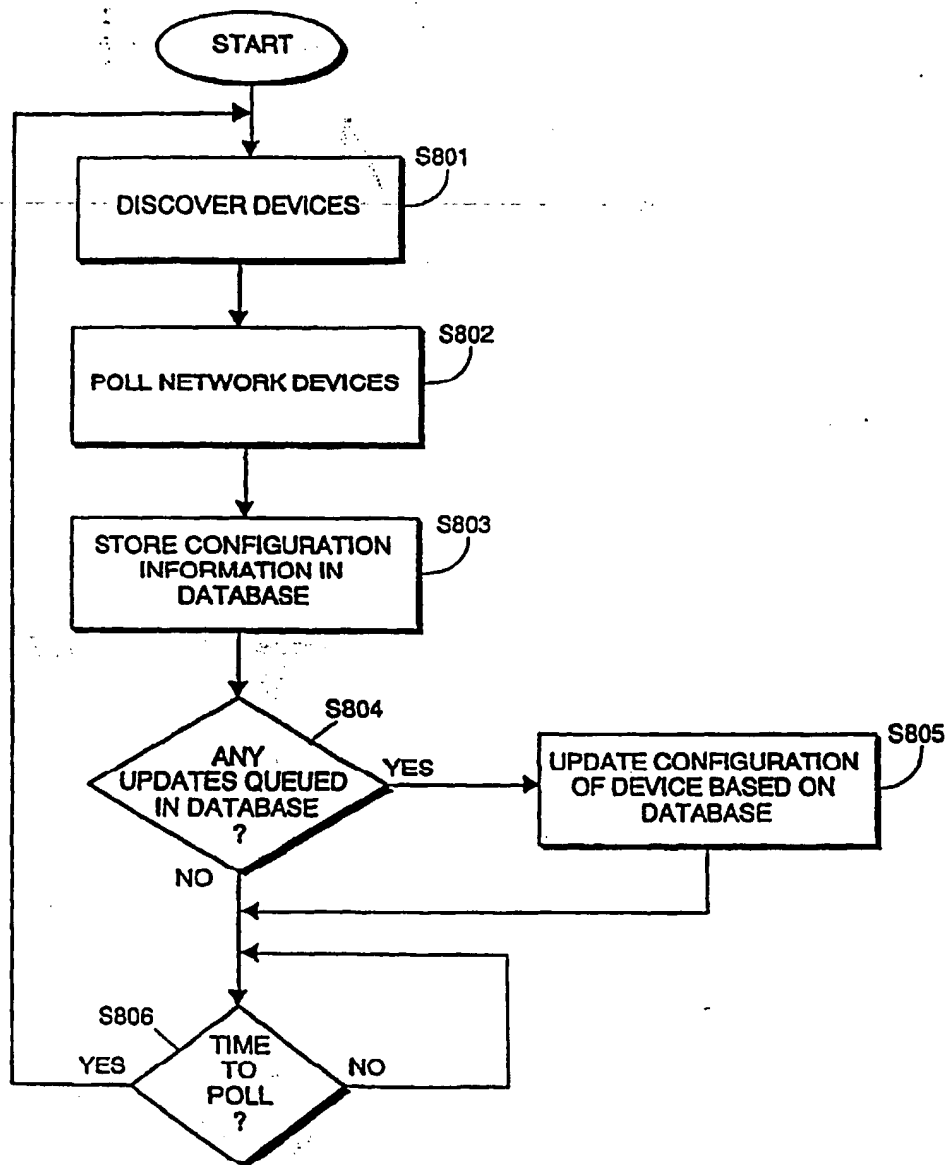 START
S801
DISCOVER DEVICES
S802
POLL NETWORK DEVICES
S803
STORE CONFIGURATION
INFORMATION IN
DATABASE
S804
ANY
UPDATES QUEUED
IN DATABASE
?
YES
S805
UPDATE CONFIGURATION
OF DEVICE BASED ON
DATABASE
NO
S806
TIME
TO
POLL
?
YES
NO